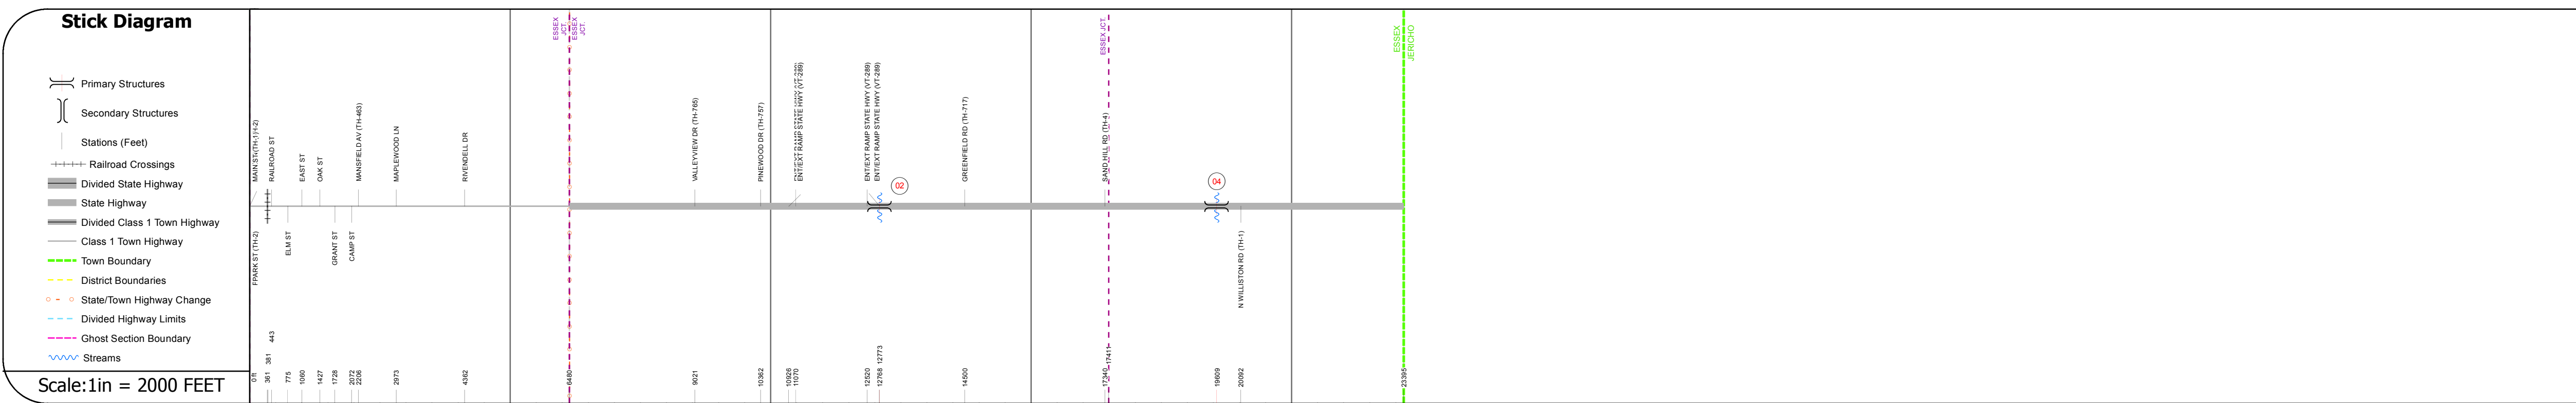 Stick Diagram
Primary Structures
Secondary Structures
Stations (Feet)
Railroad Crossings
Divided State Highway
State Highway
Divided Class 1 Town Highway
Class 1 Town Highway
Town Boundary
District Boundaries
State/Town Highway Change
Divided Highway Limits
Ghost Section Boundary
Streams
Scale:1in = 2000 FEET
ESSEX
JCT.
ESSEX
JCT.
ESSEX JCT.
ESSEX
JERICHO
RAILROAD ST
EAST ST
OAK ST
MANSFIELD AV (TH-463)
MAPLEWOOD LN
RIVENDELL DR
VALLEYVIEW DR (TH-765)
PINEWOOD DR (TH-757)
ENT/EXT RAMP STATE HWY (VT-289)
ENT/EXT RAMP STATE HWY (VT-289)
ENT/EXT RAMP STATE HWY (VT-289)
GREENFIELD RD (TH-717)
SAND HILL RD (TH-4)
02
04
PARK ST (TH-2)
ELM ST
GRANT ST
CAMP ST
N WILLISTON RD (TH-1)
0 ft
361
381
443
775
1060
1427
1728
2072
2206
2973
4362
6480
9021
10362
10926
11070
12520
12768
12773
14500
17340
17411
19609
20092
23395